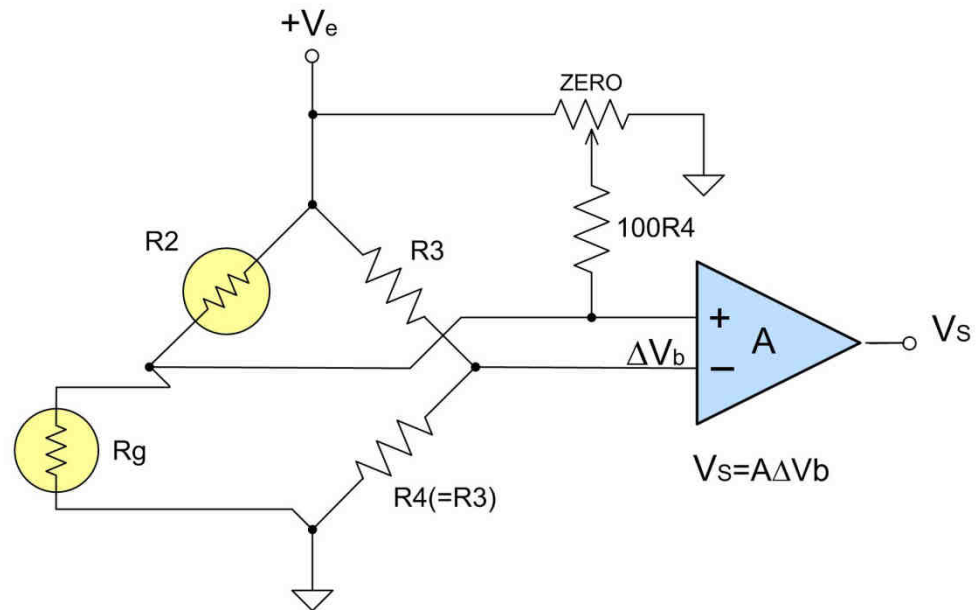 +Ve
ZERO
R2
R3
100R4
+
A
VS
ΔVb
−
Rg
R4(=R3)
VS=AΔVb